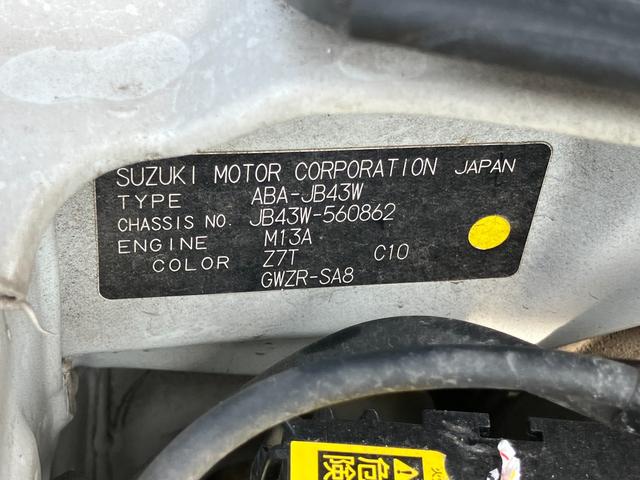 SUZUKI MOTOR CORPORATION JAPAN
TYPE ABA-JB43W
CHASSIS NO. JB43W-560862
ENGINE M13A
COLOR Z7T C10
GWZR-SA8
危険